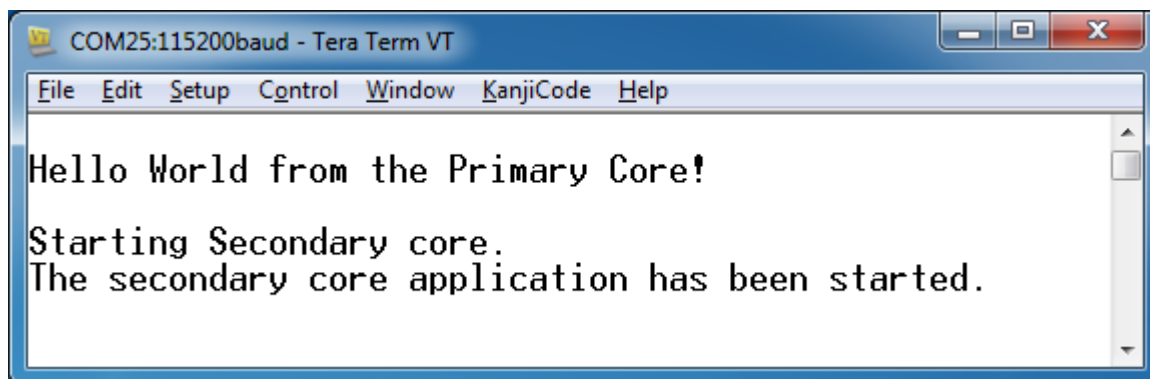 COM25:115200baud - Tera Term VT
File Edit Setup Control Window KanjiCode Help
Hello World from the Primary Core!
Starting Secondary core.
The secondary core application has been started.